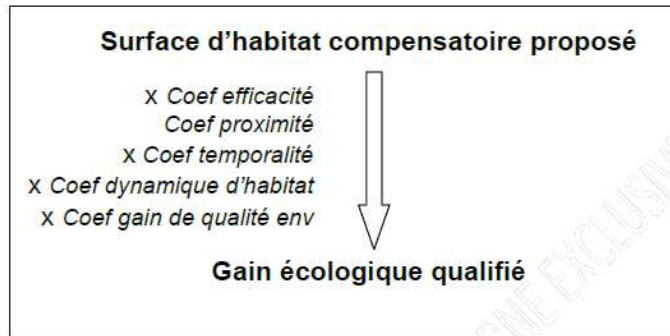 Surface d'habitat compensatoire proposé
x Coef efficacité
Coef proximité
x Coef temporalité
x Coef dynamique d'habitat
x Coef gain de qualité env
Gain écologique qualifié